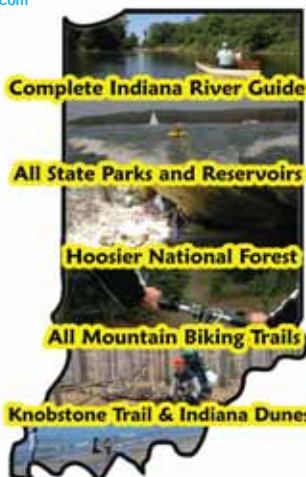 com
Complete Indiana River Guide
All State Parks and Reservoirs
Hoosier National Forest
All Mountain Biking Trails
Knobstone Trail & Indiana Dunes